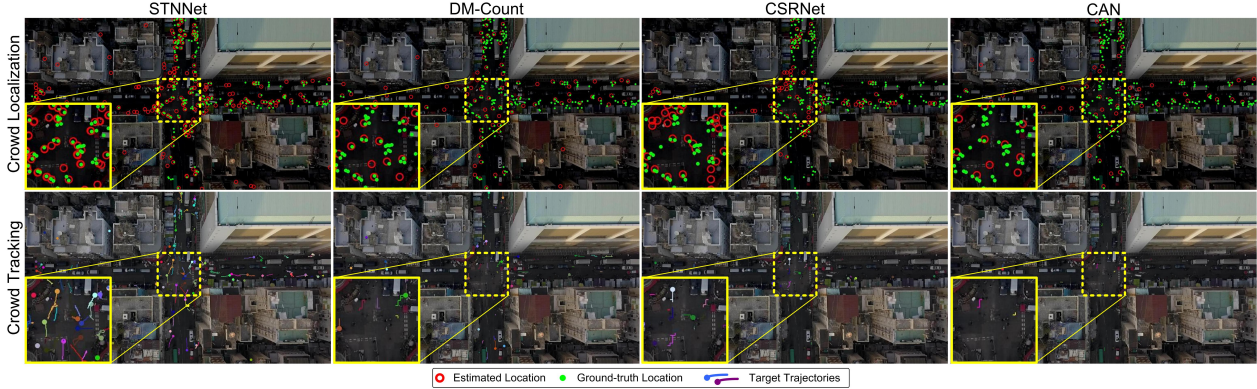 STNNet
DM-Count
CSRNet
CAN
Crowd Localization
Crowd Tracking
Estimated Location
Ground-truth Location
Target Trajectories